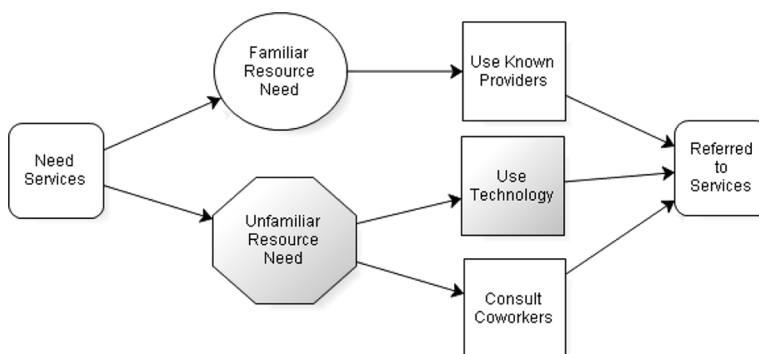 Familiar
Resource
Need
Use Known
Providers
Need
Services
Referred
to
Services
Use
Technology
Unfamiliar
Resource
Need
Consult
Coworkers